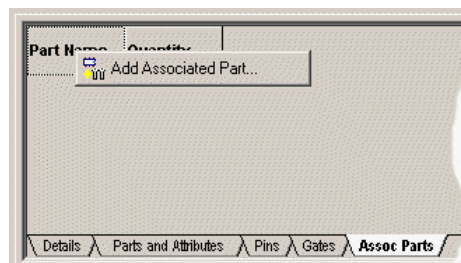 Part Name Quantity
Add Associated Part...
Details Parts and Attributes Pins Gates Assoc Parts